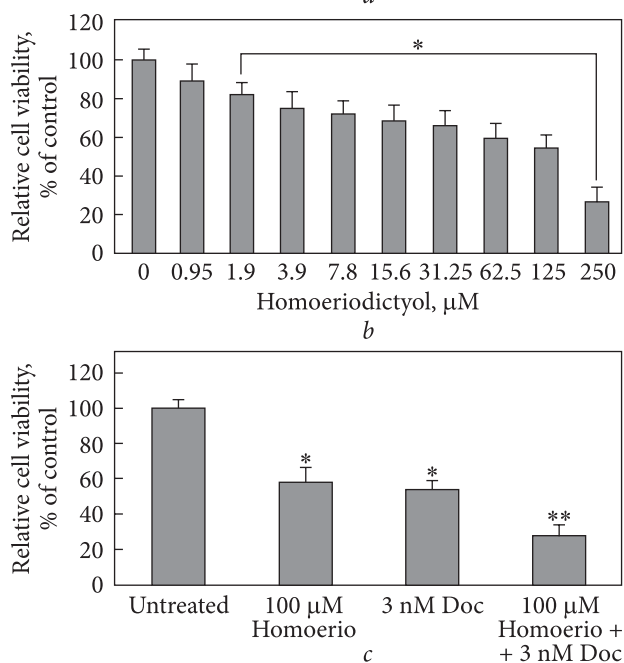 a
Relative cell viability,
% of control
120
100
80
60
40
20
0
*
0 0.95 1.9 3.9 7.8 15.6 31.25 62.5 125 250
Homoeriodictyol, μM
b
Relative cell viability,
% of control
120
100
80
60
40
20
0
*
*
**
Untreated 100 μM 3 nM Doc 100 μM
Homoerio Homoerio +
+ 3 nM Doc
c